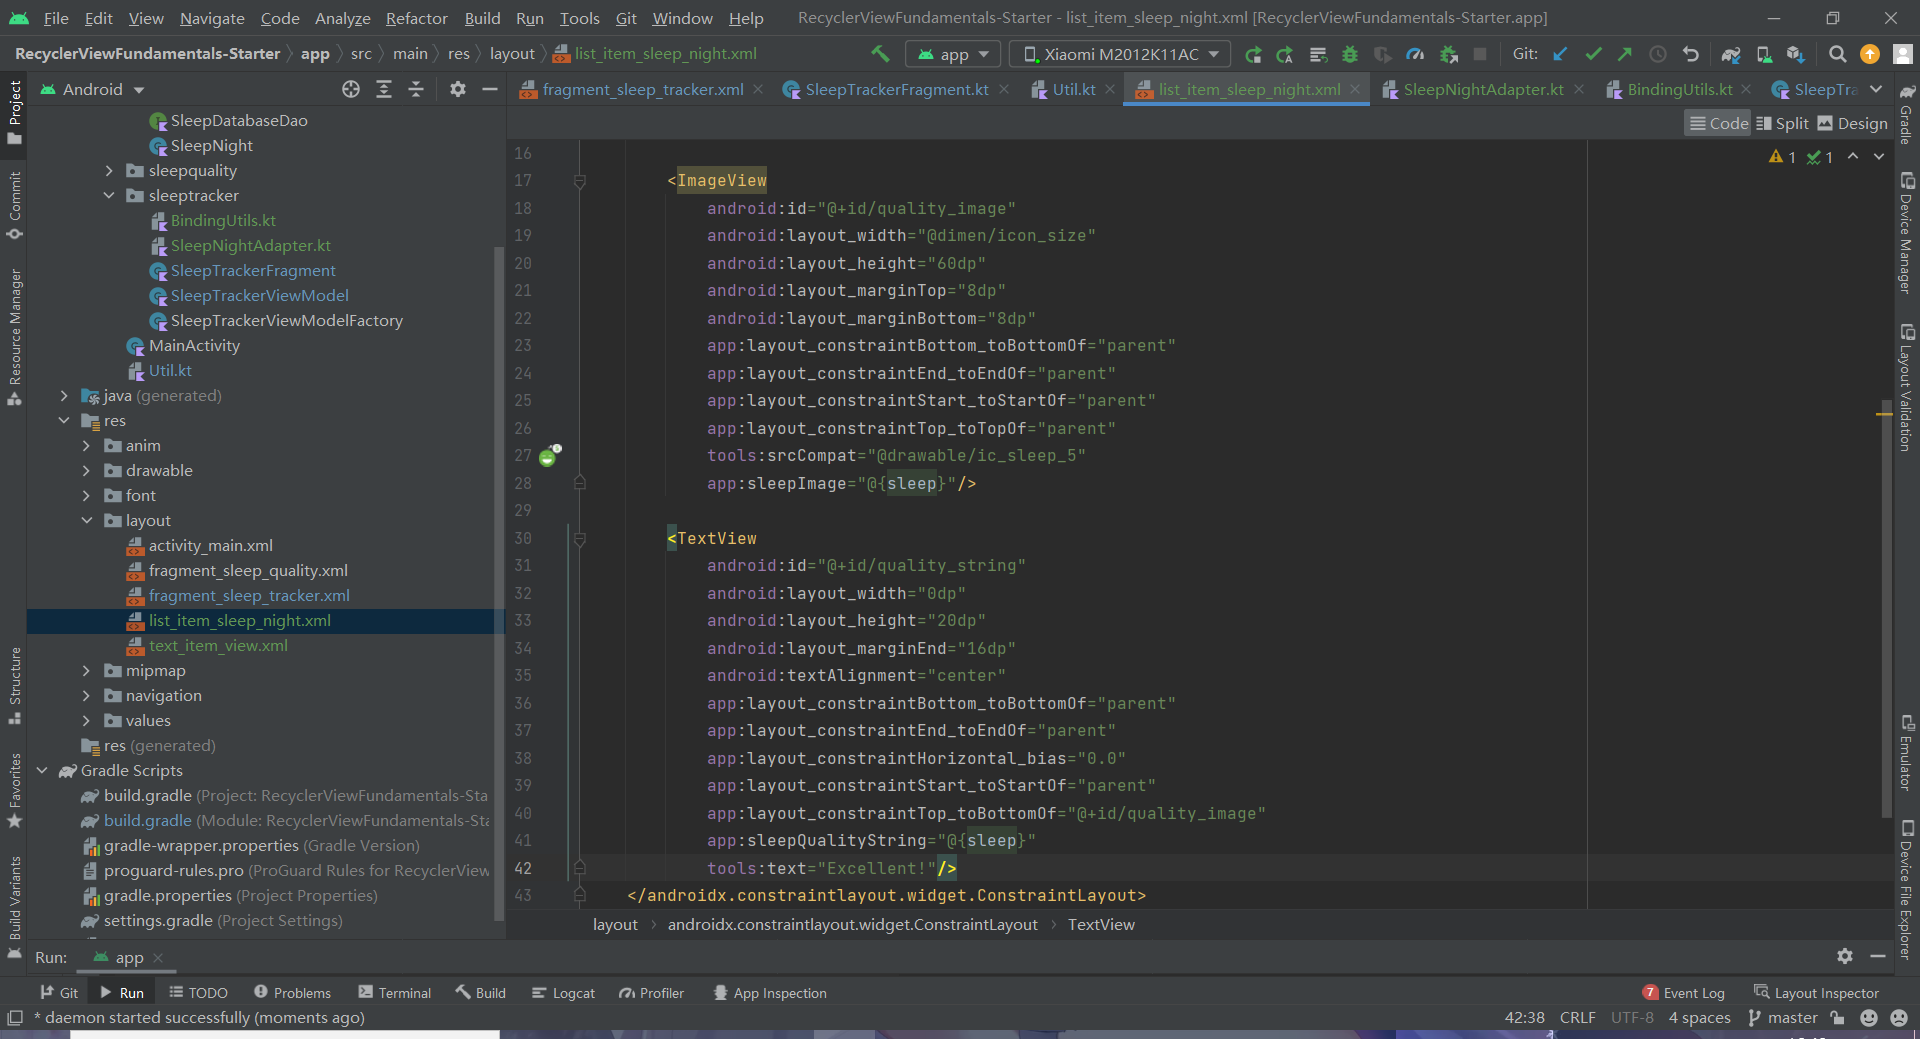 File Edit View Navigate Code Analyze Refactor Build Run Tools Git Window Help RecyclerViewFundamentals-Starter - list_item_sleep_night.xml [RecyclerViewFundamentals-Starter.app]
RecyclerViewFundamentals-Starter app src main res layout list_item_sleep_night.xml app Xiaomi M2012K11AC Git:
Android
fragment_sleep_tracker.xml SleepTrackerFragment.kt Util.kt list_item_sleep_night.xml SleepNightAdapter.kt BindingUtils.kt SleepTra
Code Split Design
1 1
Project
Commit
Resource Manager
Structure
Favorites
Build Variants
SleepDatabaseDao
SleepNight
sleepquality
sleeptracker
BindingUtils.kt
SleepNightAdapter.kt
SleepTrackerFragment
SleepTrackerViewModel
SleepTrackerViewModelFactory
MainActivity
Util.kt
java (generated)
res
anim
drawable
font
layout
activity_main.xml
fragment_sleep_quality.xml
fragment_sleep_tracker.xml
list_item_sleep_night.xml
text_item_view.xml
mipmap
navigation
values
res (generated)
Gradle Scripts
build.gradle (Project: RecyclerViewFundamentals-Sta
build.gradle (Module: RecyclerViewFundamentals-Sta
gradle-wrapper.properties (Gradle Version)
proguard-rules.pro (ProGuard Rules for RecyclerView
gradle.properties (Project Properties)
settings.gradle (Project Settings)
16
17 <ImageView
18 android:id="@+id/quality_image"
19 android:layout_width="@dimen/icon_size"
20 android:layout_height="60dp"
21 android:layout_marginTop="8dp"
22 android:layout_marginBottom="8dp"
23 app:layout_constraintBottom_toBottomOf="parent"
24 app:layout_constraintEnd_toEndOf="parent"
25 app:layout_constraintStart_toStartOf="parent"
26 app:layout_constraintTop_toTopOf="parent"
27 tools:srcCompat="@drawable/ic_sleep_5"
28 app:sleepImage="@{sleep}"/>
29
30 <TextView
31 android:id="@+id/quality_string"
32 android:layout_width="0dp"
33 android:layout_height="20dp"
34 android:layout_marginEnd="16dp"
35 android:textAlignment="center"
36 app:layout_constraintBottom_toBottomOf="parent"
37 app:layout_constraintEnd_toEndOf="parent"
38 app:layout_constraintHorizontal_bias="0.0"
39 app:layout_constraintStart_toStartOf="parent"
40 app:layout_constraintTop_toBottomOf="@+id/quality_image"
41 app:sleepQualityString="@{sleep}"
42 tools:text="Excellent!"/>
43 </androidx.constraintlayout.widget.ConstraintLayout>
layout androidx.constraintlayout.widget.ConstraintLayout TextView
Gradle
Device Manager
Layout Validation
Emulator
Device File Explorer
Run: app
Git Run TODO Problems Terminal Build Logcat Profiler App Inspection 7 Event Log Layout Inspector
* daemon started successfully (moments ago) 42:38 CRLF UTF-8 4 spaces master